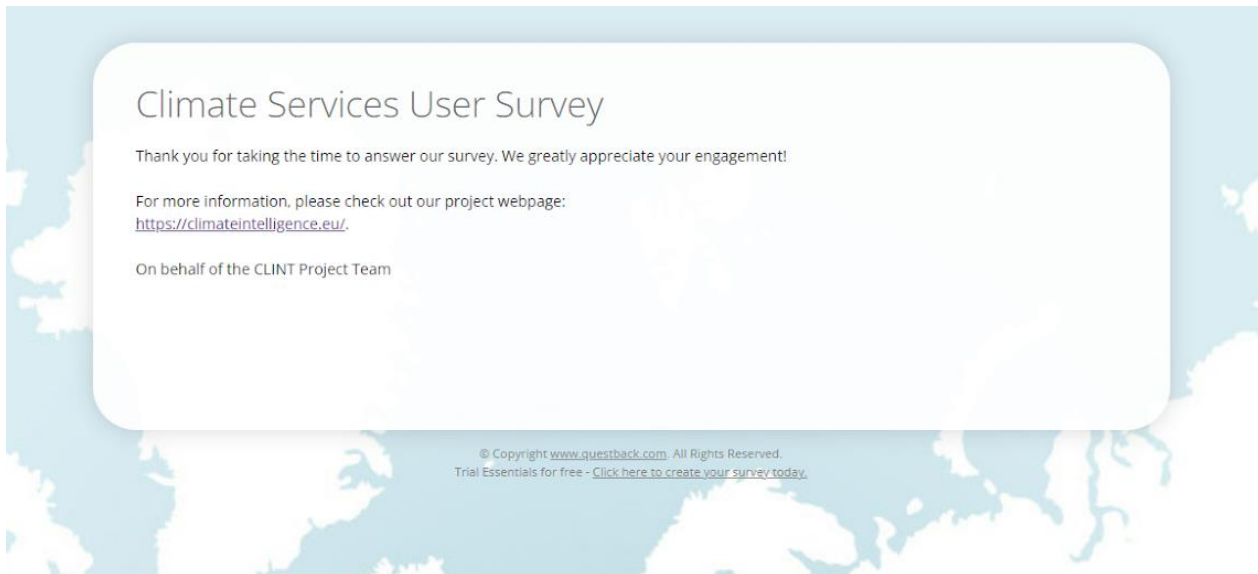 Climate Services User Survey
Thank you for taking the time to answer our survey. We greatly appreciate your engagement!
For more information, please check out our project webpage:
https://climateintelligence.eu/.
On behalf of the CLINT Project Team
© Copyright www.questback.com. All Rights Reserved.
Trial Essentials for free - Click here to create your survey today.